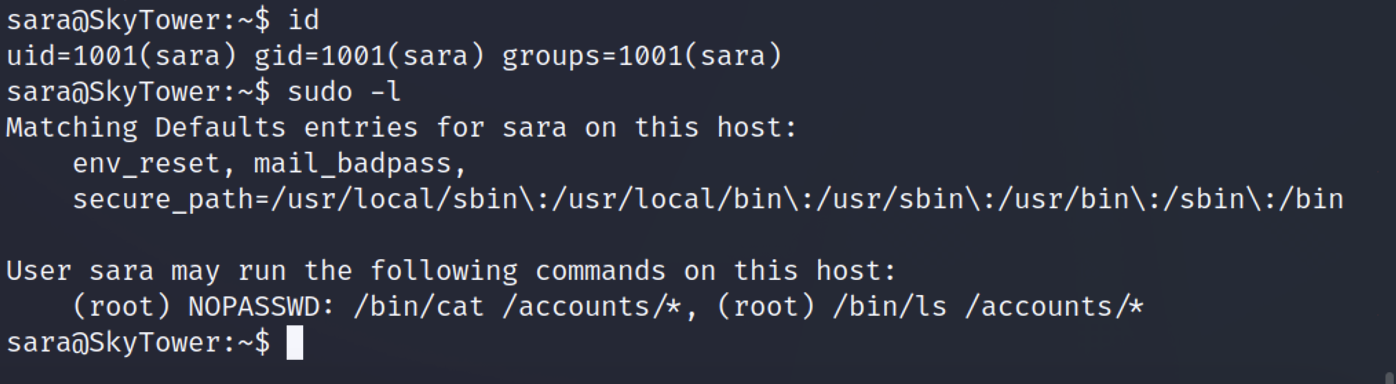 sara@SkyTower:~$ id
uid=1001(sara) gid=1001(sara) groups=1001(sara)
sara@SkyTower:~$ sudo -l
Matching Defaults entries for sara on this host:
    env_reset, mail_badpass,
    secure_path=/usr/local/sbin\:/usr/local/bin\:/usr/sbin\:/usr/bin\:/sbin\:/bin

User sara may run the following commands on this host:
    (root) NOPASSWD: /bin/cat /accounts/*, (root) /bin/ls /accounts/*
sara@SkyTower:~$